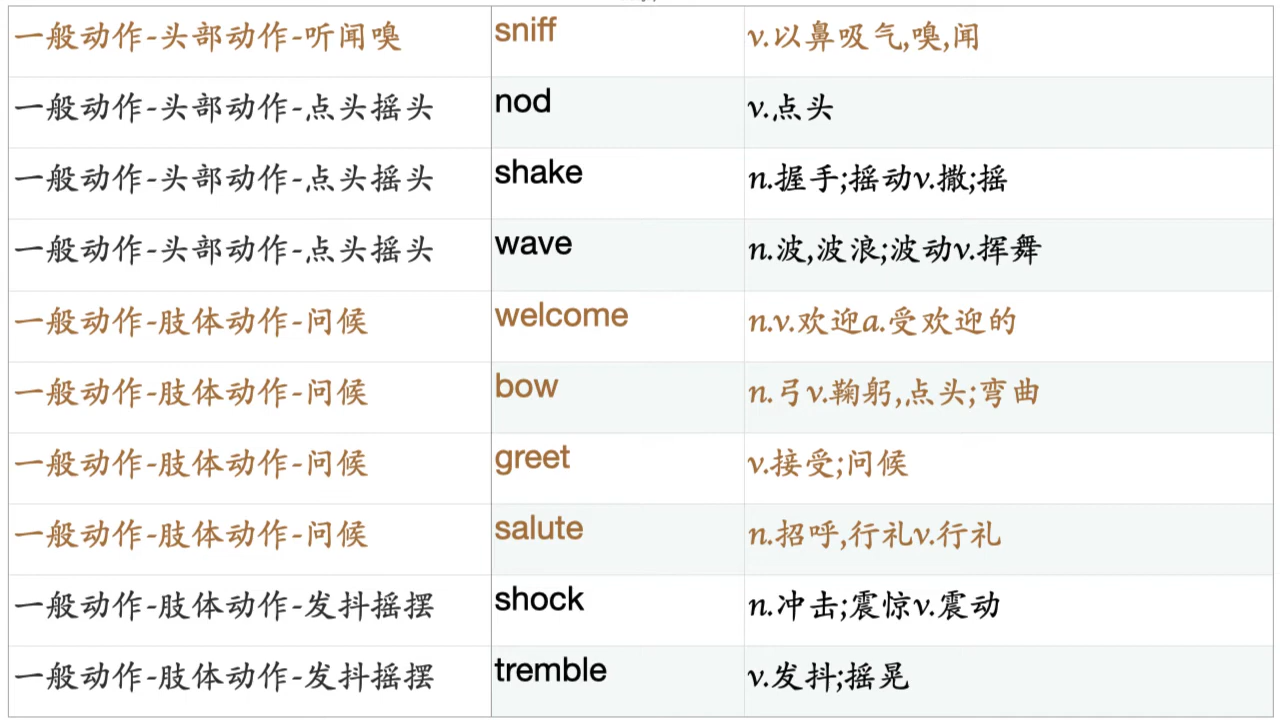 一般动作-头部动作-听闻嗅 sniff v.以鼻吸气,嗅,闻
一般动作-头部动作-点头摇头 nod v.点头
一般动作-头部动作-点头摇头 shake n.握手;摇动v.撒;摇
一般动作-头部动作-点头摇头 wave n.波,波浪;波动v.挥舞
一般动作-肢体动作-问候 welcome n.v.欢迎a.受欢迎的
一般动作-肢体动作-问候 bow n.弓v.鞠躬,点头;弯曲
一般动作-肢体动作-问候 greet v.接受;问候
一般动作-肢体动作-问候 salute n.招呼,行礼v.行礼
一般动作-肢体动作-发抖摇摆 shock n.冲击;震惊v.震动
一般动作-肢体动作-发抖摇摆 tremble v.发抖;摇晃